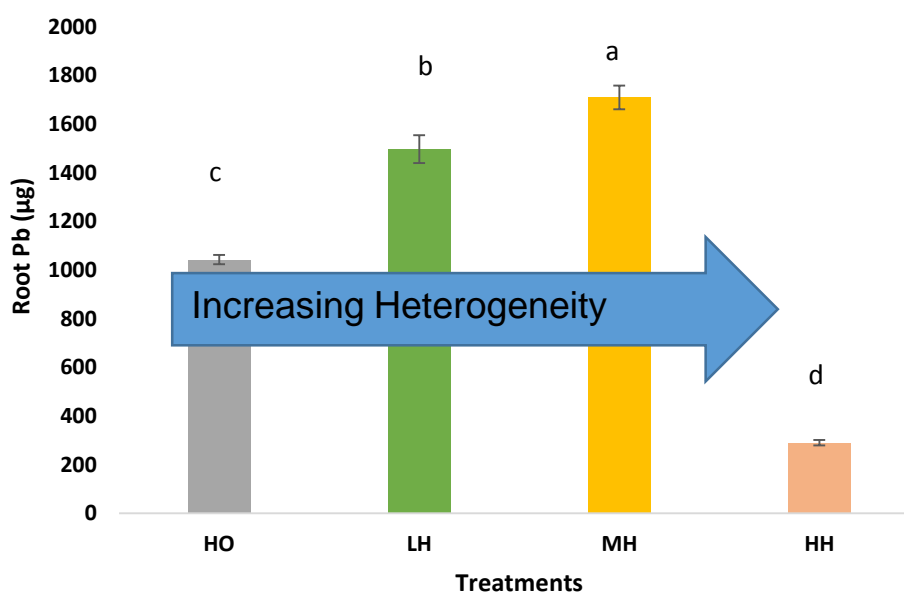 2000
1800
1600
1400
1200
1000
800
600
400
200
0
Root Pb (µg)
c
b
a
d
Increasing Heterogeneity
HO LH MH HH
Treatments